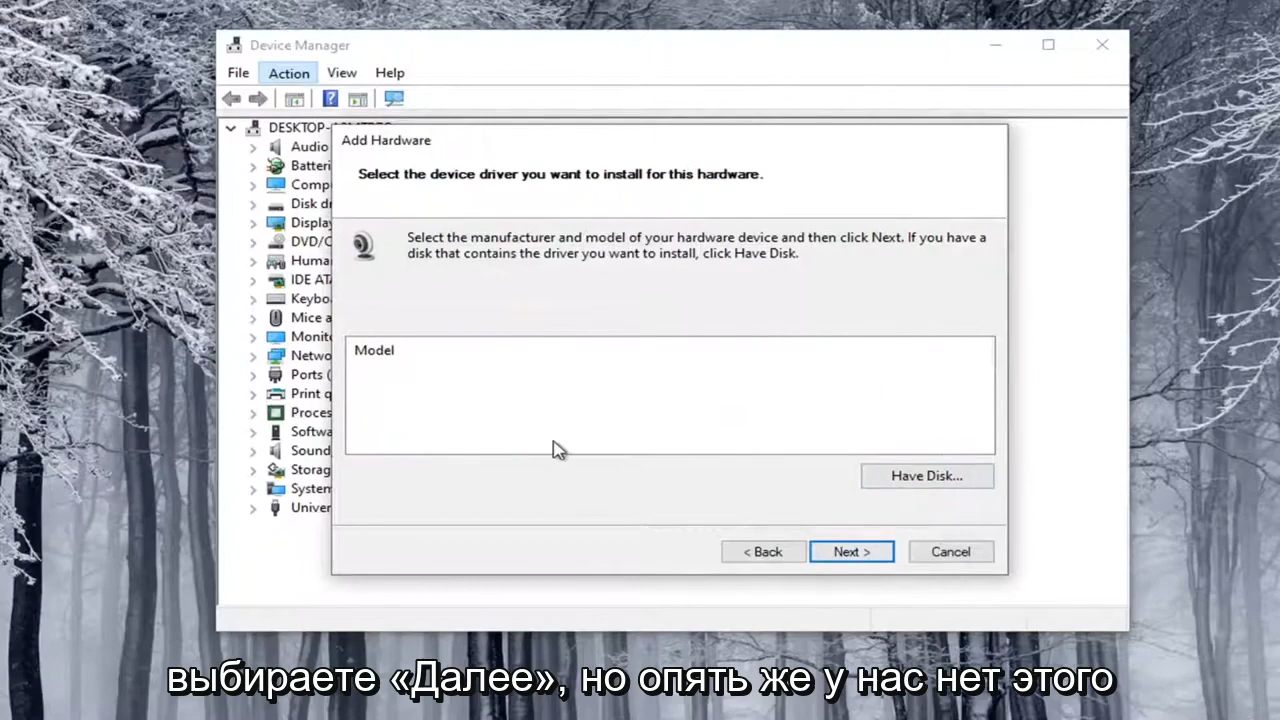 Device Manager
File Action View Help
DESKTOP-
Audio
Batteri
Comp
Disk dr
Display
DVD/C
Human
IDE ATA
Keyboa
Mice a
Monito
Netwo
Ports (
Print q
Proces
Softwa
Sound
Storag
System
Univer
Add Hardware
Select the device driver you want to install for this hardware.
Select the manufacturer and model of your hardware device and then click Next. If you have a
disk that contains the driver you want to install, click Have Disk.
Model
Have Disk...
< Back Next > Cancel
выбираете «Далее», но опять же у нас нет этого